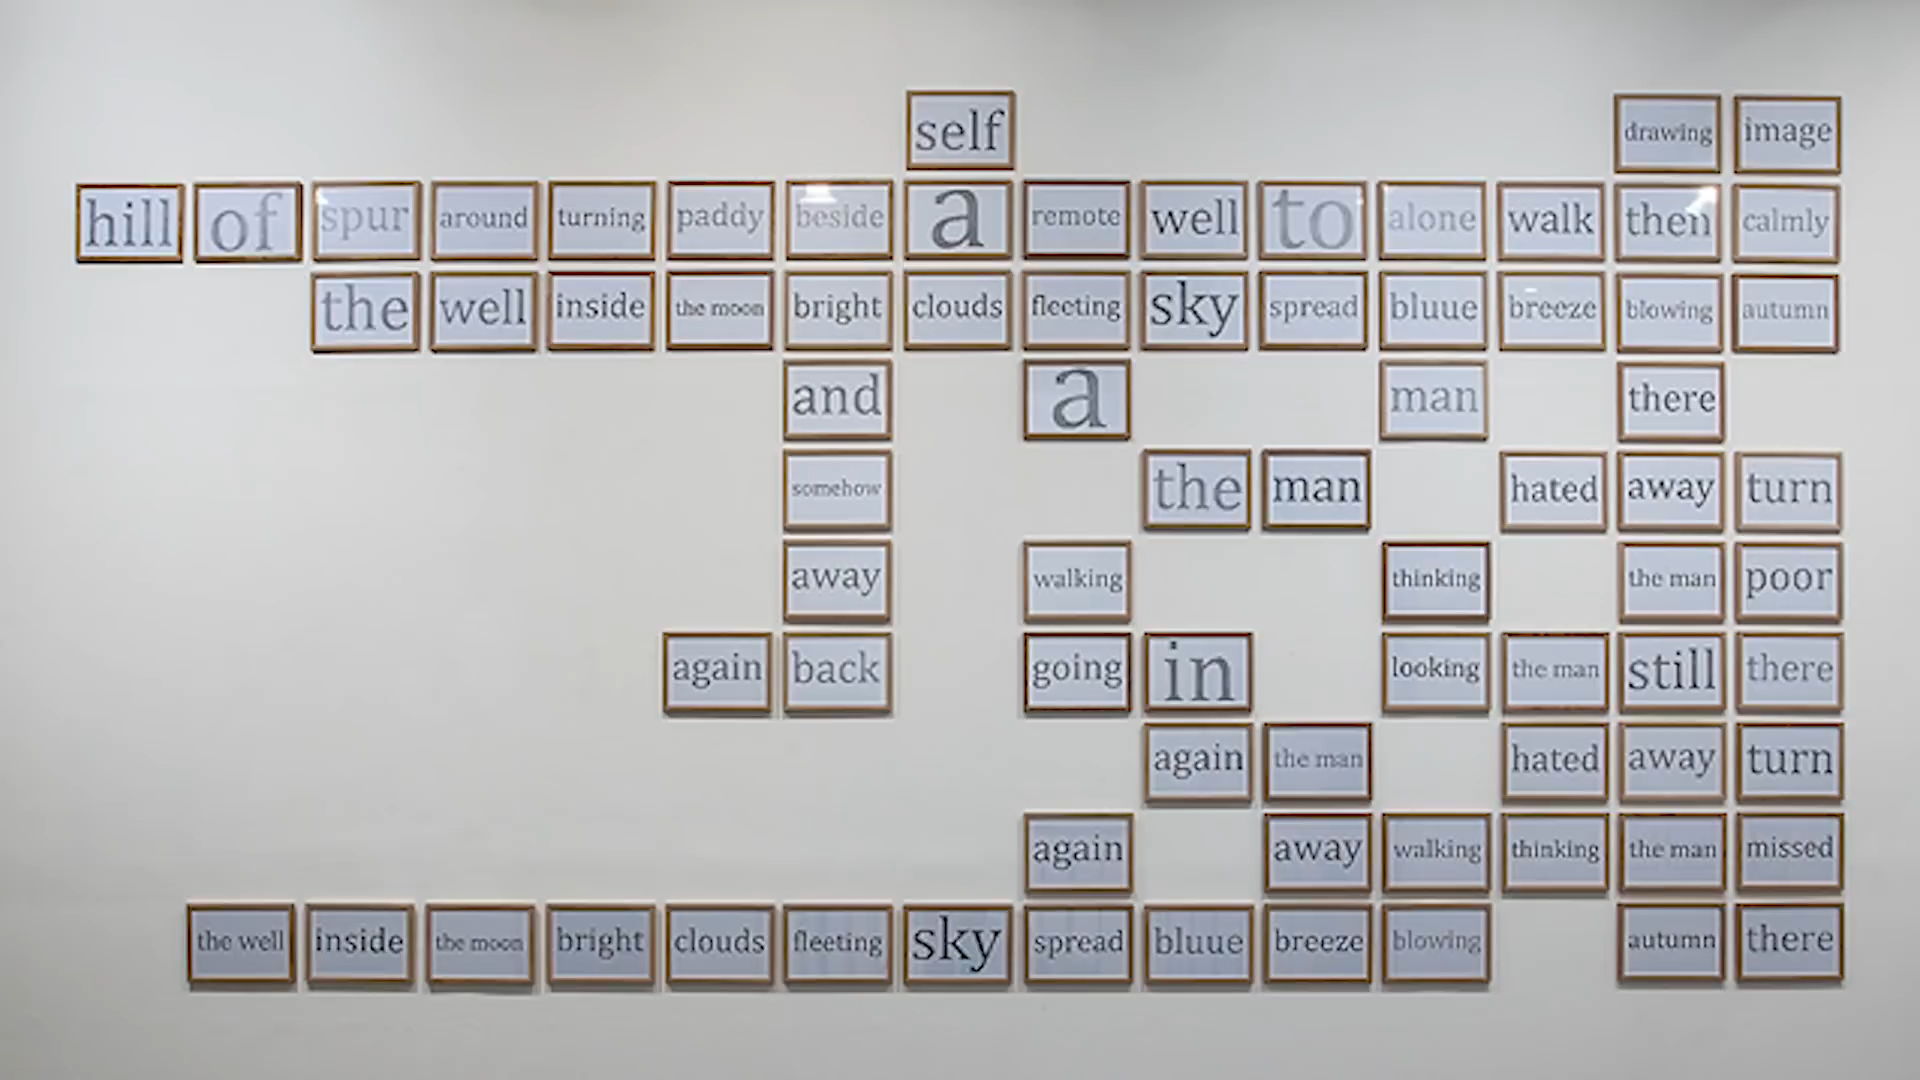 self drawing image
hill of spur around turning paddy beside a remote well to alone walk then calmly
the well inside the moon bright clouds fleeting sky spread bluue breeze blowing autumn
and a man there
somehow the man hated away turn
away walking thinking the man poor
again back going in looking the man still there
again the man hated away turn
again away walking thinking the man missed
the well inside the moon bright clouds fleeting sky spread bluue breeze blowing autumn there